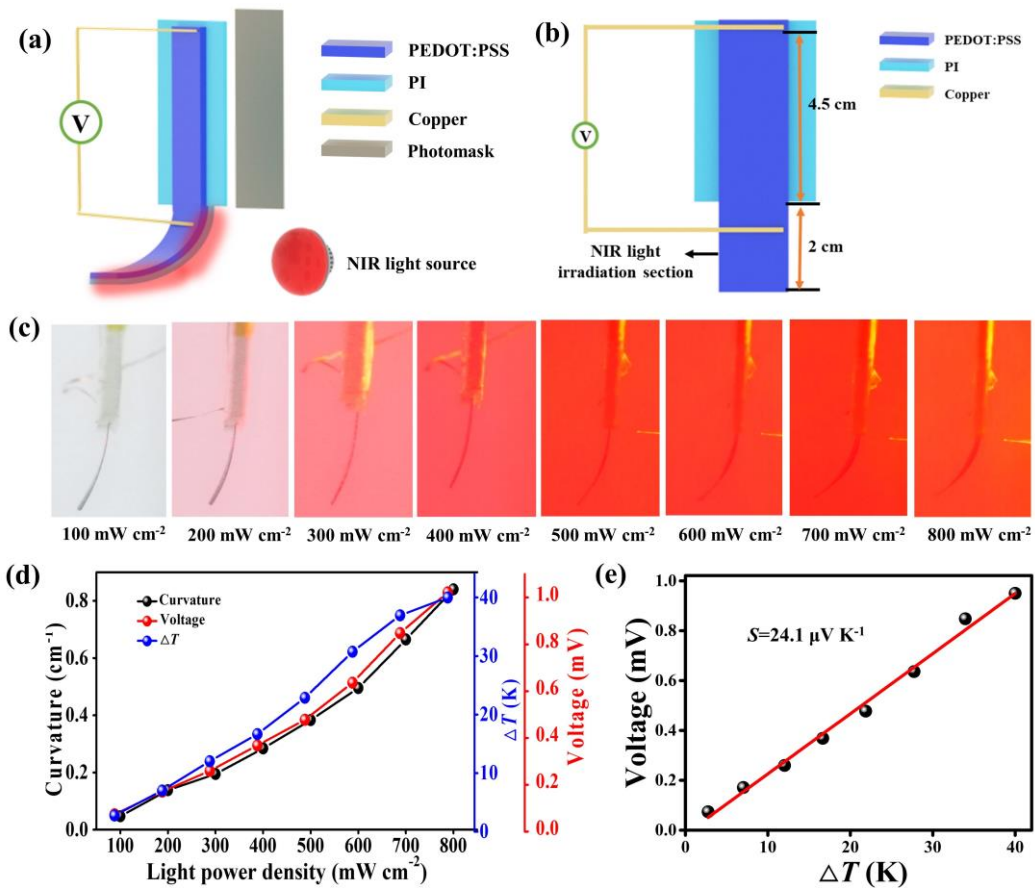 (a)
V
PEDOT:PSS
PI
Copper
Photomask
NIR light source
(b)
V
4.5 cm
2 cm
NIR light
irradiation section
PEDOT:PSS
PI
Copper
(c)
100 mW cm⁻²
200 mW cm⁻²
300 mW cm⁻²
400 mW cm⁻²
500 mW cm⁻²
600 mW cm⁻²
700 mW cm⁻²
800 mW cm⁻²
(d)
Curvature
Voltage
△T
Curvature (cm⁻¹)
0.8
0.6
0.4
0.2
0.0
100 200 300 400 500 600 700 800
Light power density (mW cm⁻²)
40
30
20
10
0
△T (K)
1.0
0.8
0.6
0.4
0.2
0.0
Voltage (mV)
(e)
S=24.1 μV K⁻¹
Voltage (mV)
1.0
0.8
0.6
0.4
0.2
0.0
0 10 20 30 40
△T (K)